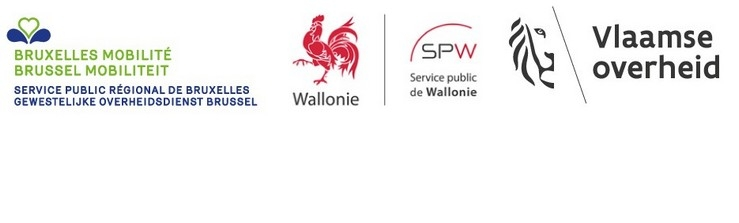 BRUXELLES MOBILITÉ
BRUSSEL MOBILITEIT
SERVICE PUBLIC RÉGIONAL DE BRUXELLES
GEWESTELIJKE OVERHEIDSDIENST BRUSSEL
Wallonie
SPW
Service public
de Wallonie
Vlaamse
overheid